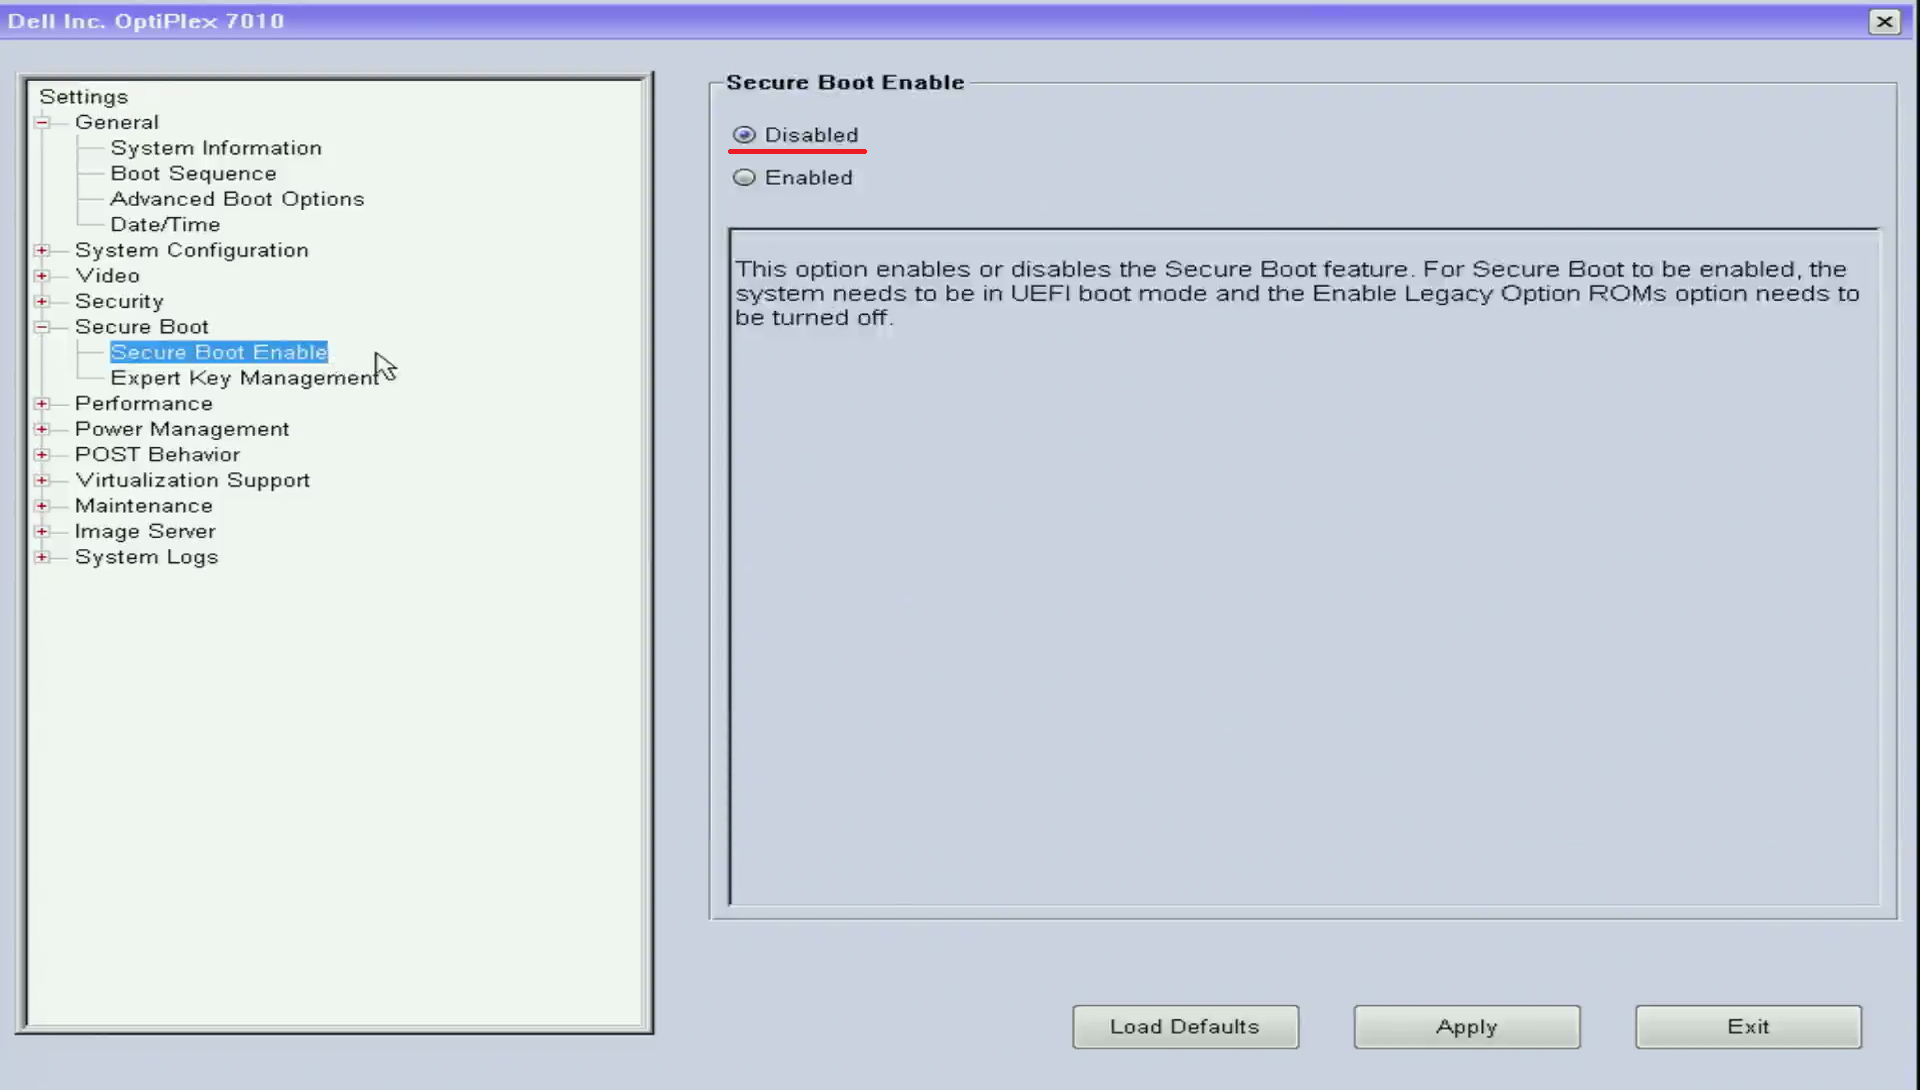 Dell Inc. OptiPlex 7010
Settings
General
System Information
Boot Sequence
Advanced Boot Options
Date/Time
System Configuration
Video
Security
Secure Boot
Secure Boot Enable
Expert Key Management
Performance
Power Management
POST Behavior
Virtualization Support
Maintenance
Image Server
System Logs
Secure Boot Enable
Disabled
Enabled
This option enables or disables the Secure Boot feature. For Secure Boot to be enabled, the
system needs to be in UEFI boot mode and the Enable Legacy Option ROMs option needs to
be turned off.
Load Defaults
Apply
Exit